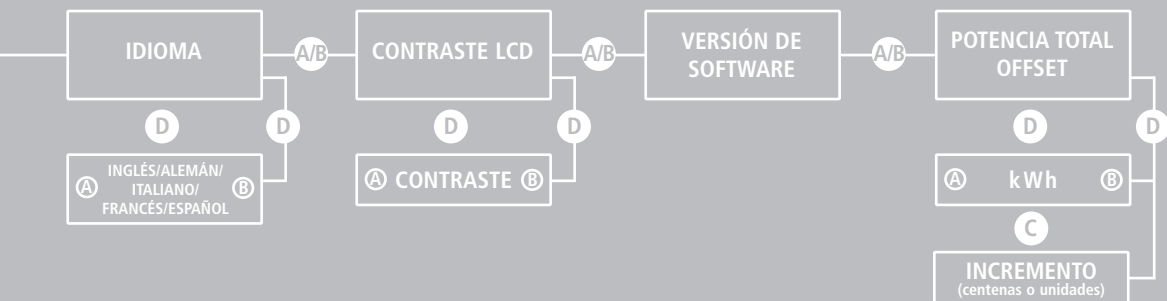 IDIOMA
A/B
CONTRASTE LCD
A/B
VERSIÓN DE
SOFTWARE
A/B
POTENCIA TOTAL
OFFSET
D
D
D
D
D
D
A
INGLÉS/ALEMÁN/
ITALIANO/
FRANCÉS/ESPAÑOL
B
A CONTRASTE B
A kWh B
C
INCREMENTO
(centenas o unidades)